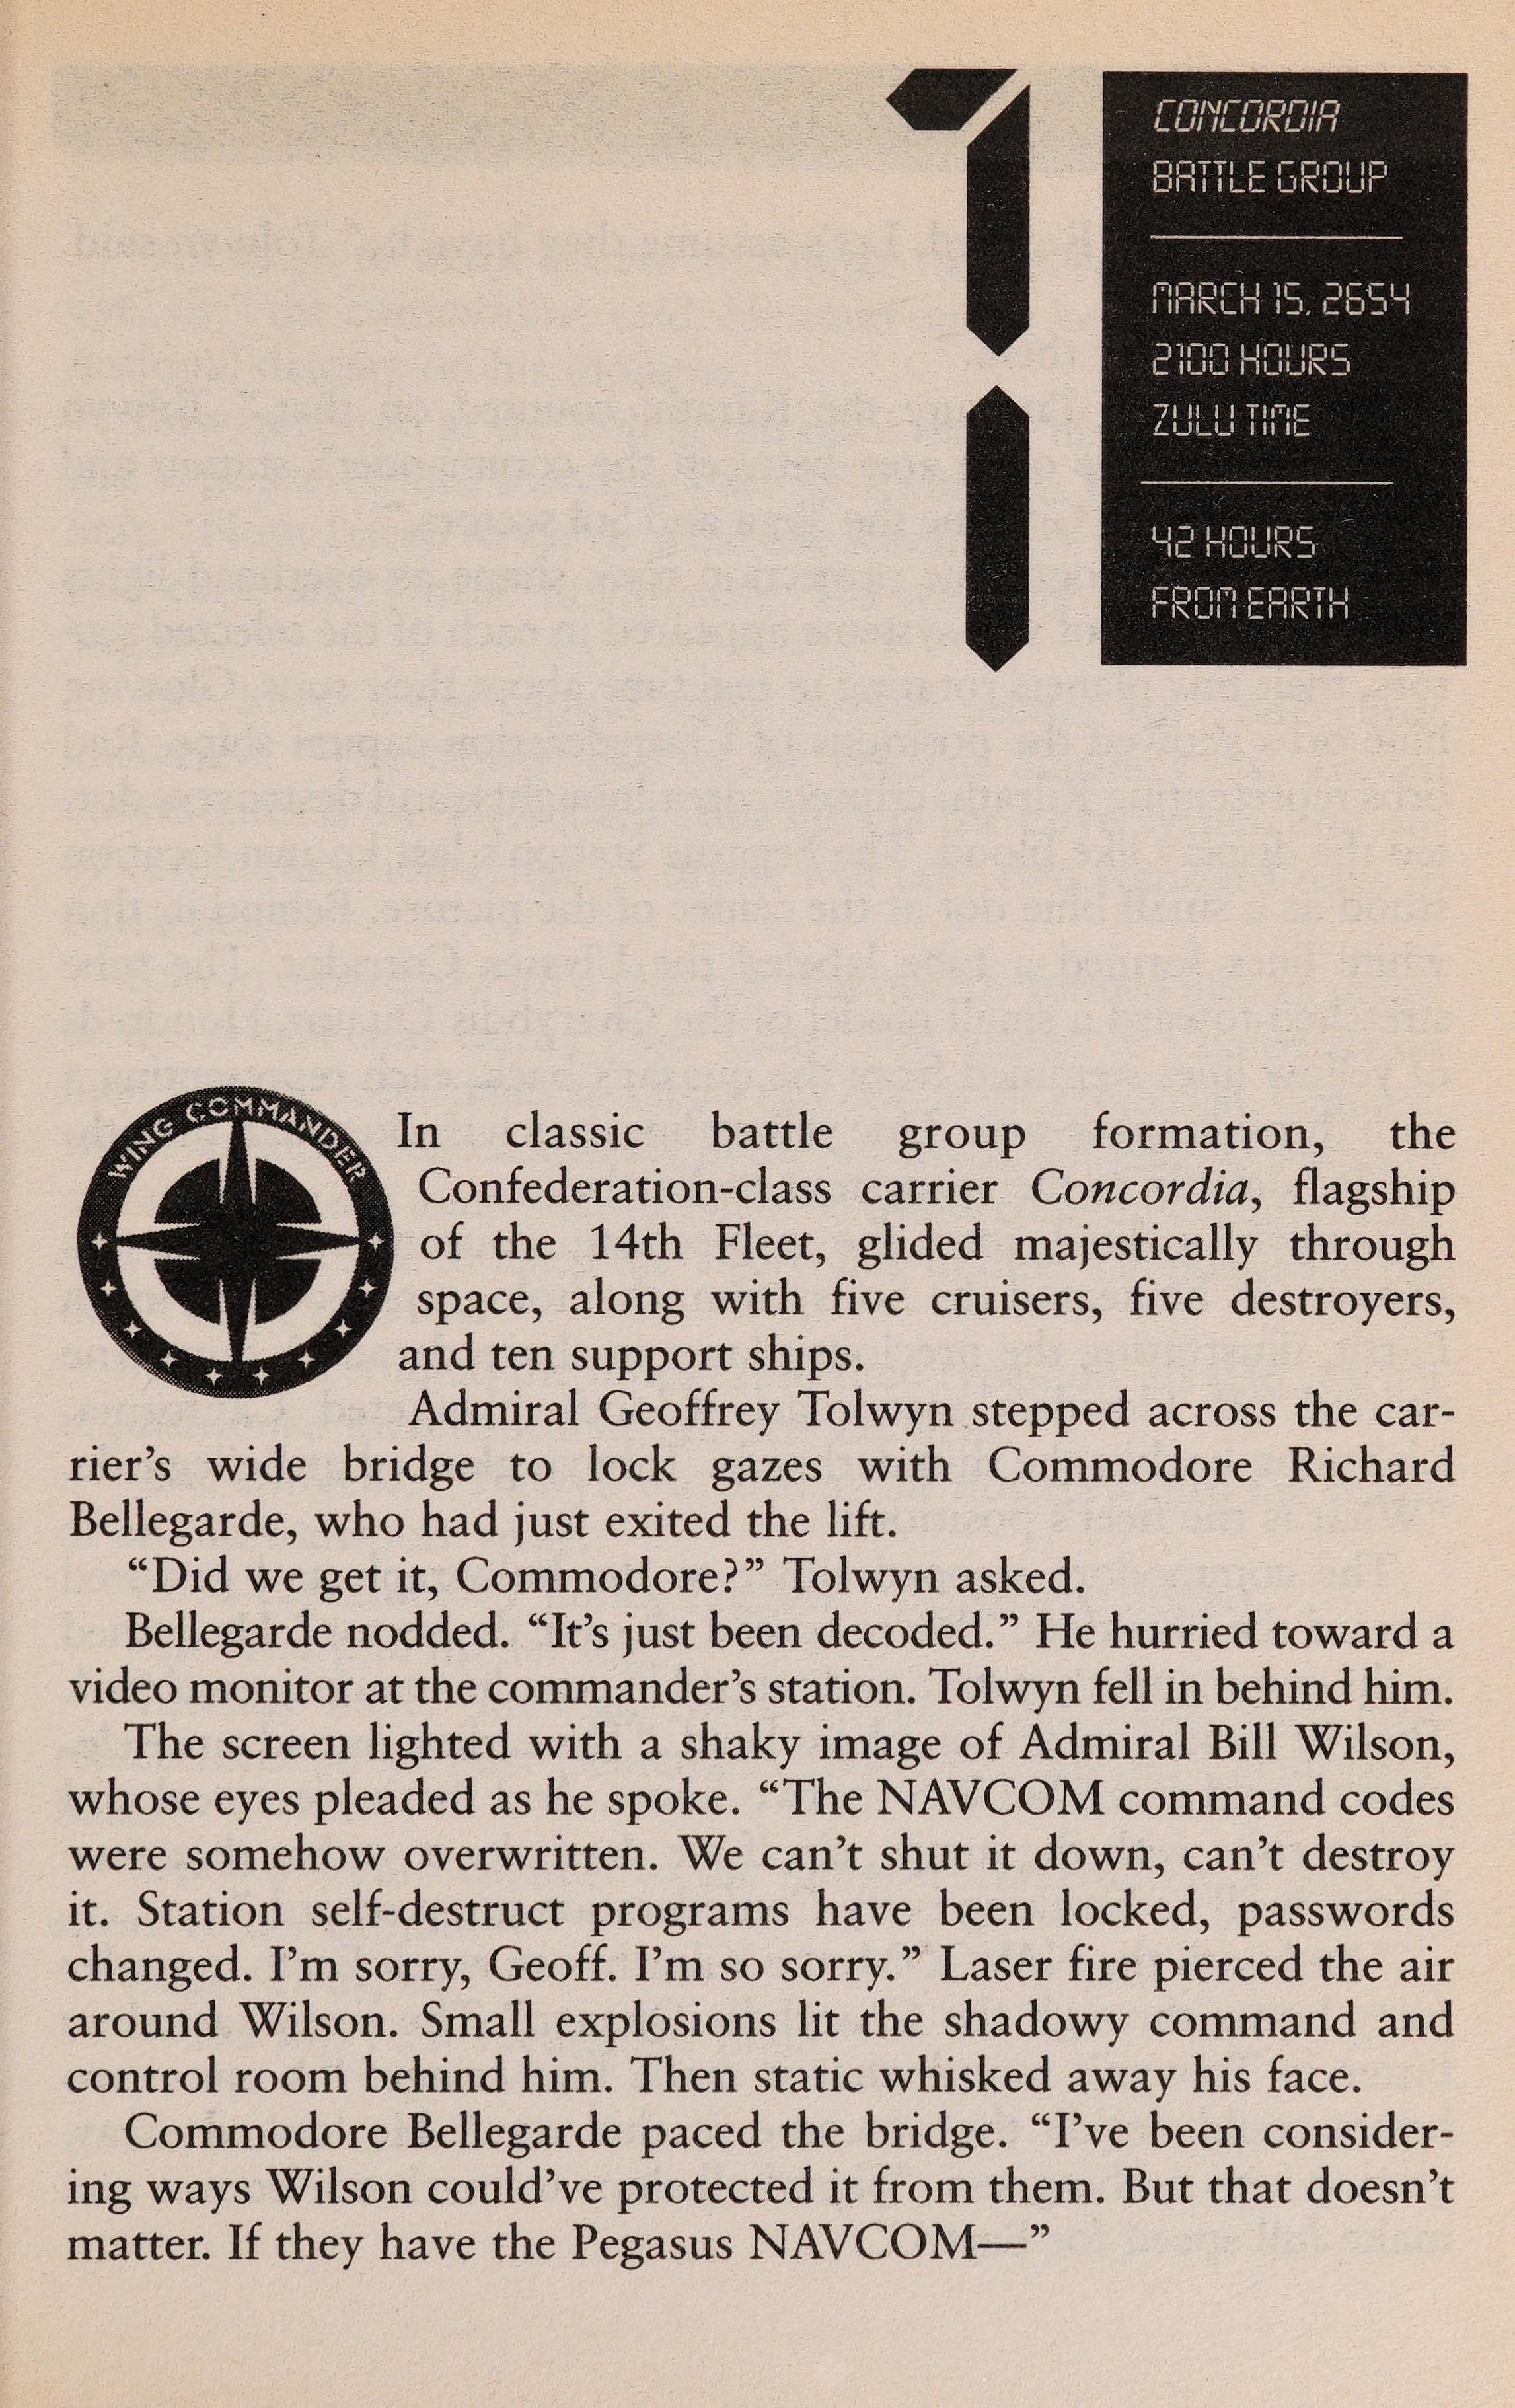 1
CONCORDIA
BATTLE GROUP
MARCH 15, 2654
2100 HOURS
ZULU TIME
42 HOURS
FROM EARTH
WING COMMANDER
In classic battle group formation, the
Confederation-class carrier Concordia, flagship
of the 14th Fleet, glided majestically through
space, along with five cruisers, five destroyers,
and ten support ships.
Admiral Geoffrey Tolwyn stepped across the car-
rier’s wide bridge to lock gazes with Commodore Richard
Bellegarde, who had just exited the lift.
“Did we get it, Commodore?” Tolwyn asked.
Bellegarde nodded. “It’s just been decoded.” He hurried toward a
video monitor at the commander’s station. Tolwyn fell in behind him.
The screen lighted with a shaky image of Admiral Bill Wilson,
whose eyes pleaded as he spoke. “The NAVCOM command codes
were somehow overwritten. We can’t shut it down, can’t destroy
it. Station self-destruct programs have been locked, passwords
changed. I’m sorry, Geoff. I’m so sorry.” Laser fire pierced the air
around Wilson. Small explosions lit the shadowy command and
control room behind him. Then static whisked away his face.
Commodore Bellegarde paced the bridge. “I’ve been consider-
ing ways Wilson could’ve protected it from them. But that doesn’t
matter. If they have the Pegasus NAVCOM—”